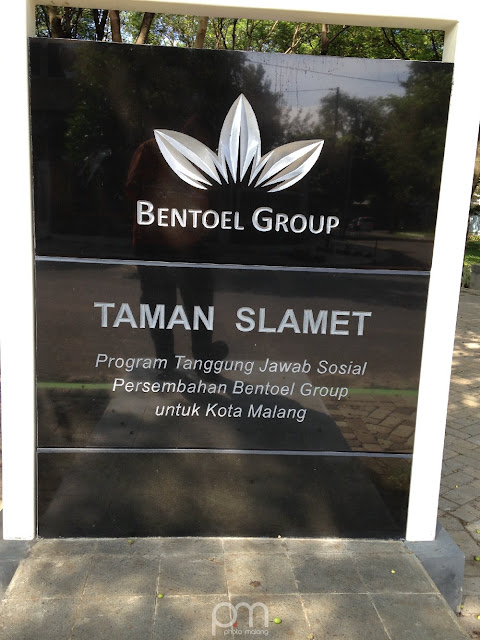 BENTOEL GROUP
TAMAN SLAMET
Program Tanggung Jawab Sosial
Persembahan Bentoel Group
untuk Kota Malang
pm
photo malang